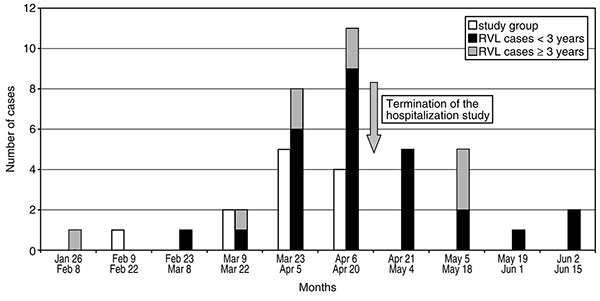 12
10
8
6
4
2
0
Number of cases
study group
RVL cases < 3 years
RVL cases ≥ 3 years
Termination of the
hospitalization study
Jan 26 Feb 9 Feb 23 Mar 9 Mar 23 Apr 6 Apr 21 May 5 May 19 Jun 2
Feb 8 Feb 22 Mar 8 Mar 22 Apr 5 Apr 20 May 4 May 18 Jun 1 Jun 15
Months